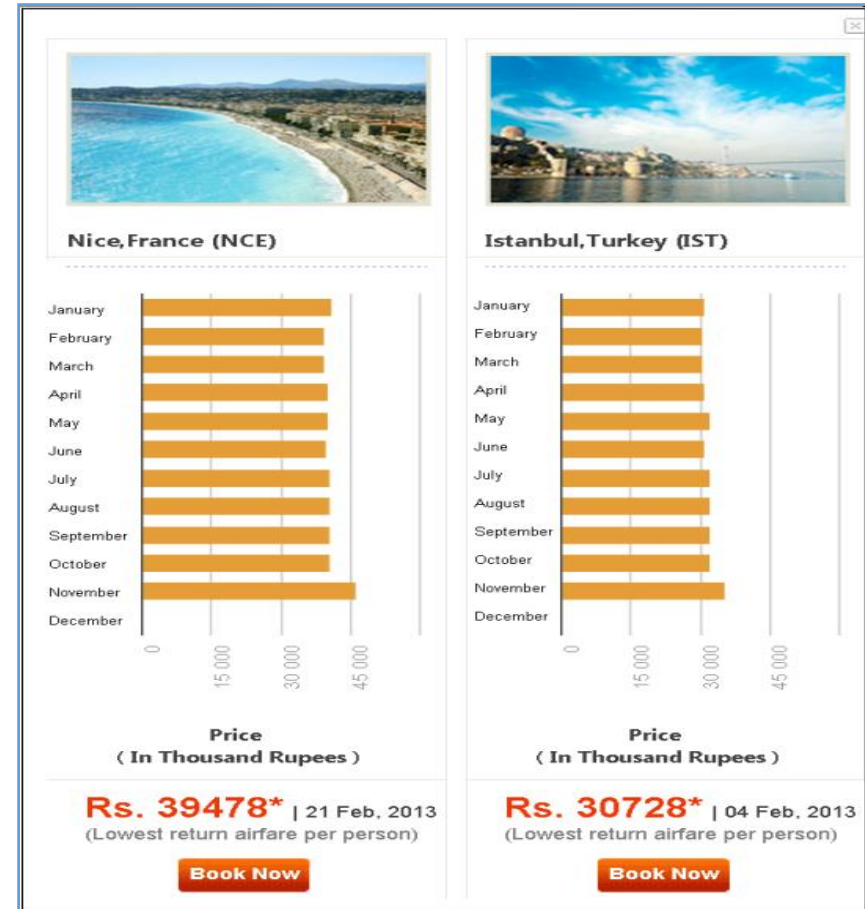 Nice,France (NCE)
January
February
March
April
May
June
July
August
September
October
November
December
0
15 000
30 000
45 000
Price
( In Thousand Rupees )
Rs. 39478* | 21 Feb, 2013
(Lowest return airfare per person)
Book Now
Istanbul,Turkey (IST)
January
February
March
April
May
June
July
August
September
October
November
December
0
15 000
30 000
45 000
Price
( In Thousand Rupees )
Rs. 30728* | 04 Feb, 2013
(Lowest return airfare per person)
Book Now